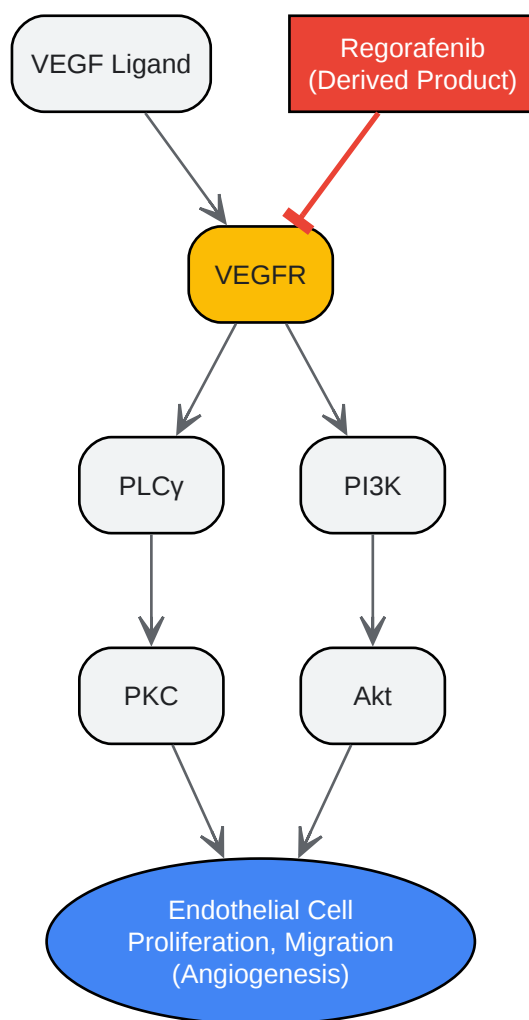 VEGF Ligand
Regorafenib
(Derived Product)
VEGFR
PLCγ
PI3K
PKC
Akt
Endothelial Cell
Proliferation, Migration
(Angiogenesis)